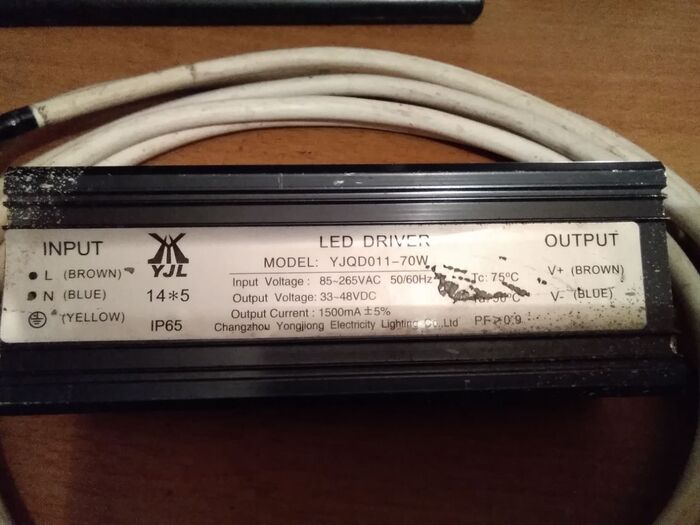 INPUT
L (BROWN)
N (BLUE)
(YELLOW)
YJL
14*5
IP65
LED DRIVER
MODEL: YJQD011-70W
Input Voltage : 85~265VAC 50/60Hz
Output Voltage: 33-48VDC
Output Current : 1500mA ±5%
Changzhou Yongjiong Electricity Lighting Co.,Ltd
Tc: 75°C
PF>0.9
OUTPUT
V+ (BROWN)
V- (BLUE)